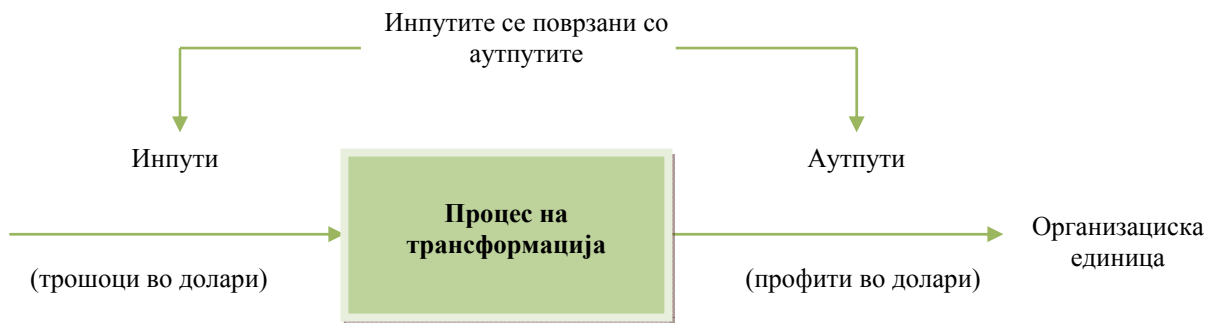 Инпутите се поврзани со
аутпутите
Инпути
Аутпути
Процес на
трансформација
Организациска
единица
(трошоци во долари)
(профити во долари)